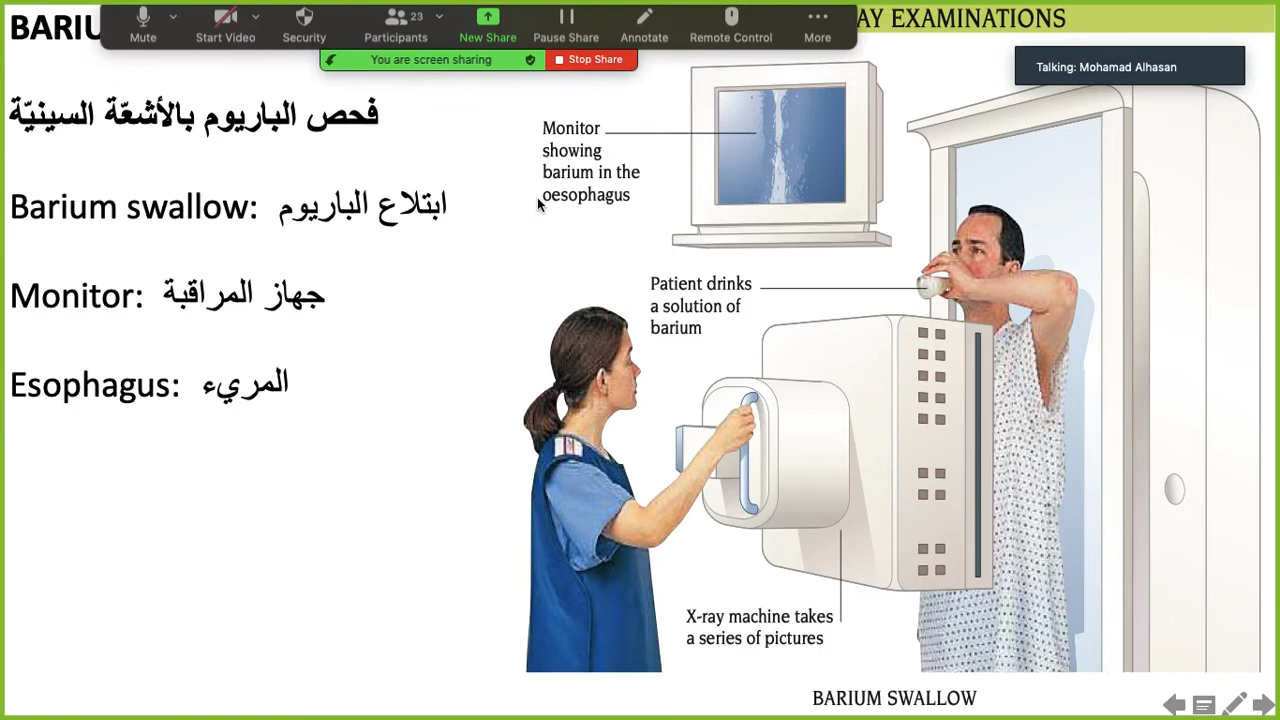 BARIU
AY EXAMINATIONS
Mute
Start Video
Security
Participants
23
New Share
Pause Share
Annotate
Remote Control
More
You are screen sharing
Stop Share
Talking: Mohamad Alhasan
فحص الباريوم بالأشعّة السينيّة
Barium swallow: ابتلاع الباريوم
Monitor: جهاز المراقبة
Esophagus: المريء
Monitor
showing
barium in the
oesophagus
Patient drinks
a solution of
barium
X-ray machine takes
a series of pictures
BARIUM SWALLOW